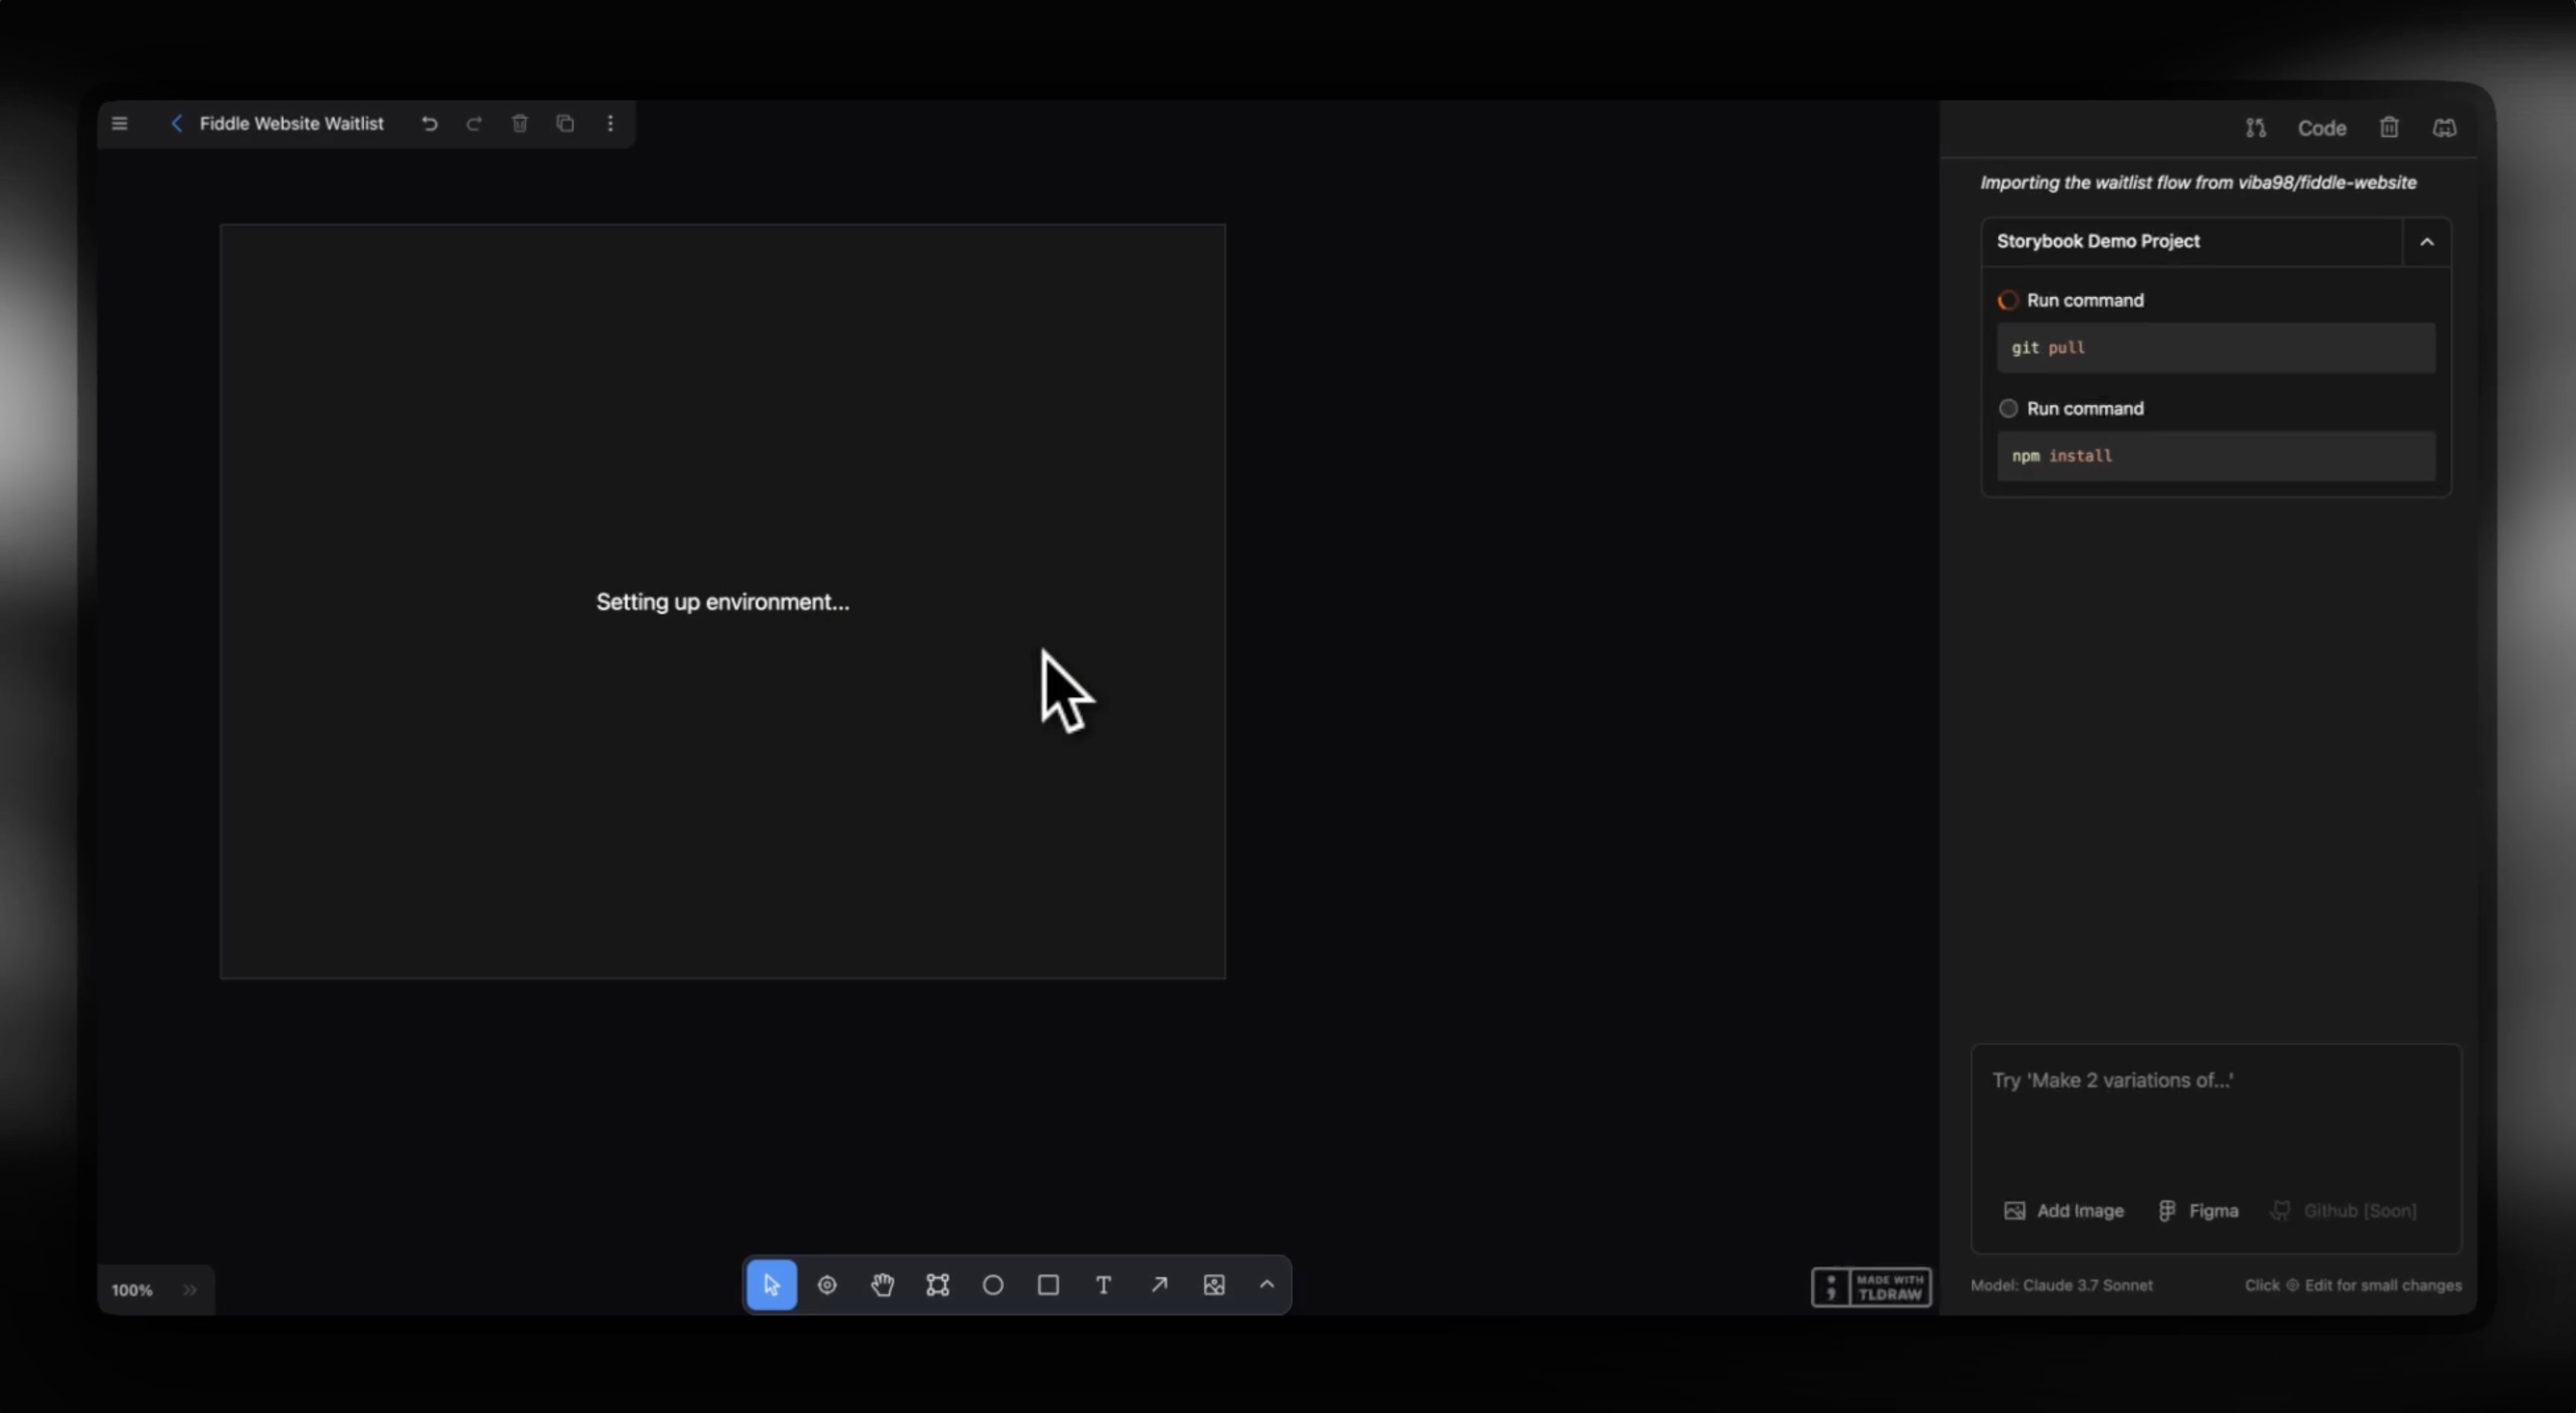 Fiddle Website Waitlist
Code
Importing the waitlist flow from viba98/fiddle-website
Storybook Demo Project
Run command
git pull
Run command
npm install
Setting up environment...
Try 'Make 2 variations of...'
Add Image
Figma
Github [Soon]
100%
T
MADE WITH
TLDRAW
Model: Claude 3.7 Sonnet
Click Edit for small changes